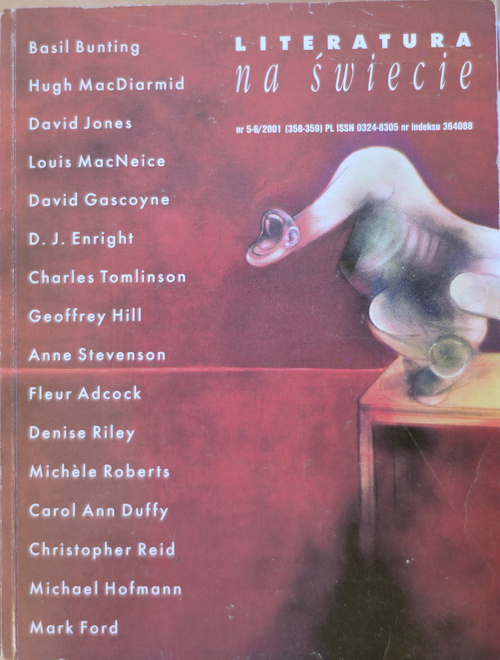 LITERATURA
na świecie
nr 5-6/2001 (358-359) PL ISSN 0324-8305 nr indeksu 364088
Basil Bunting
Hugh MacDiarmid
David Jones
Louis MacNeice
David Gascoyne
D. J. Enright
Charles Tomlinson
Geoffrey Hill
Anne Stevenson
Fleur Adcock
Denise Riley
Michèle Roberts
Carol Ann Duffy
Christopher Reid
Michael Hofmann
Mark Ford